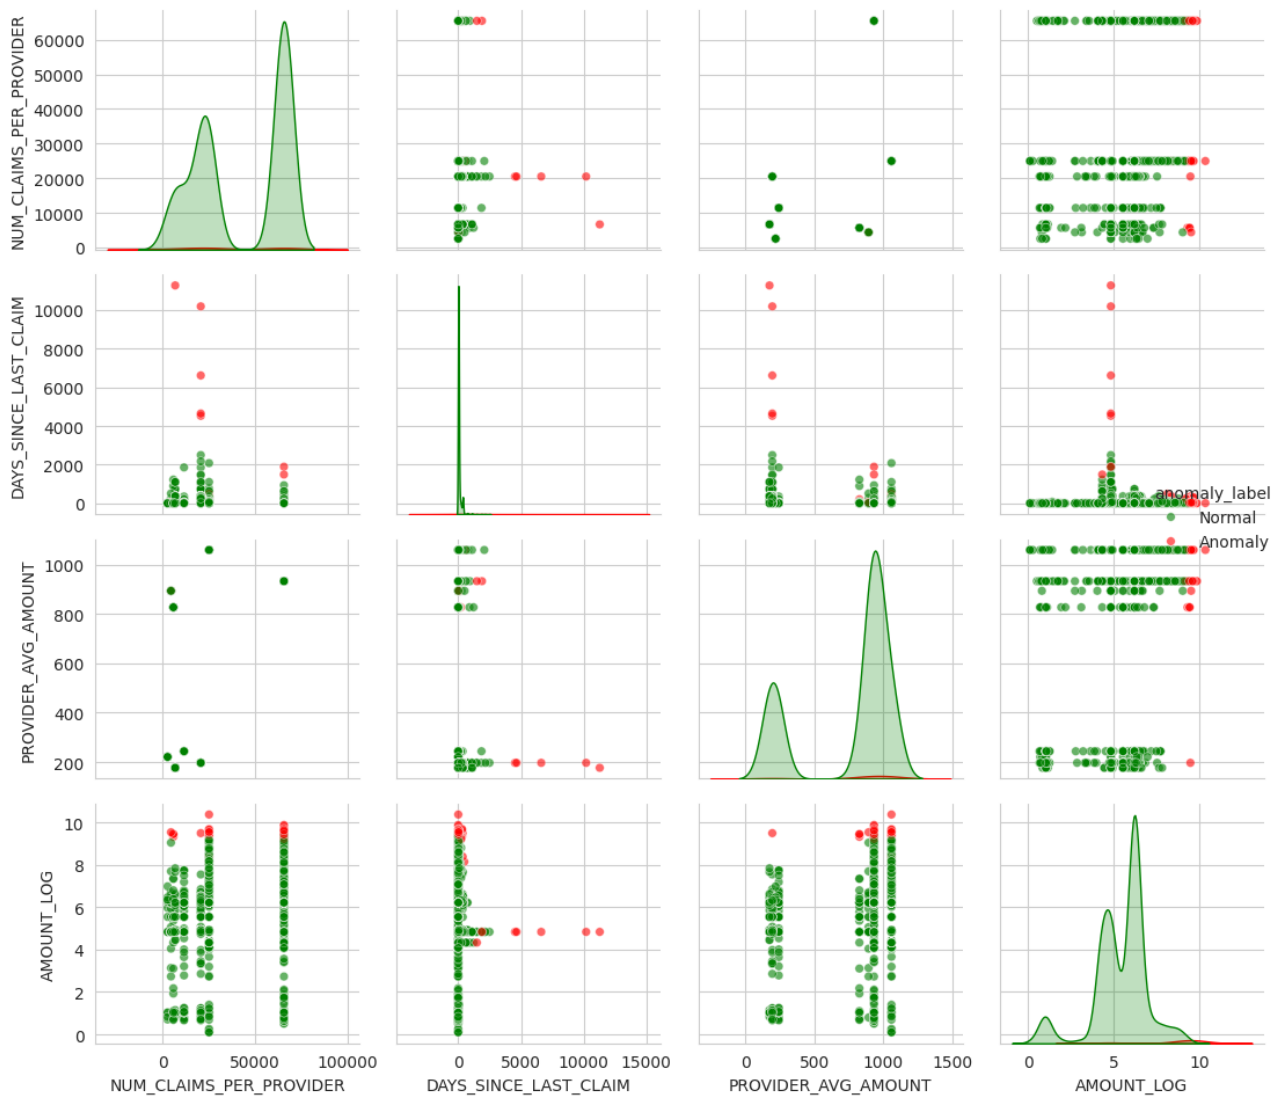 NUM_CLAIMS_PER_PROVIDER
60000
50000
40000
30000
20000
10000
0
DAYS_SINCE_LAST_CLAIM
10000
8000
6000
4000
2000
0
anomaly_label
Normal
Anomaly
PROVIDER_AVG_AMOUNT
1000
800
600
400
200
AMOUNT_LOG
10
8
6
4
2
0
0 50000 100000
0 5000 10000 15000
0 500 1000 1500
0 5 10
NUM_CLAIMS_PER_PROVIDER DAYS_SINCE_LAST_CLAIM PROVIDER_AVG_AMOUNT AMOUNT_LOG